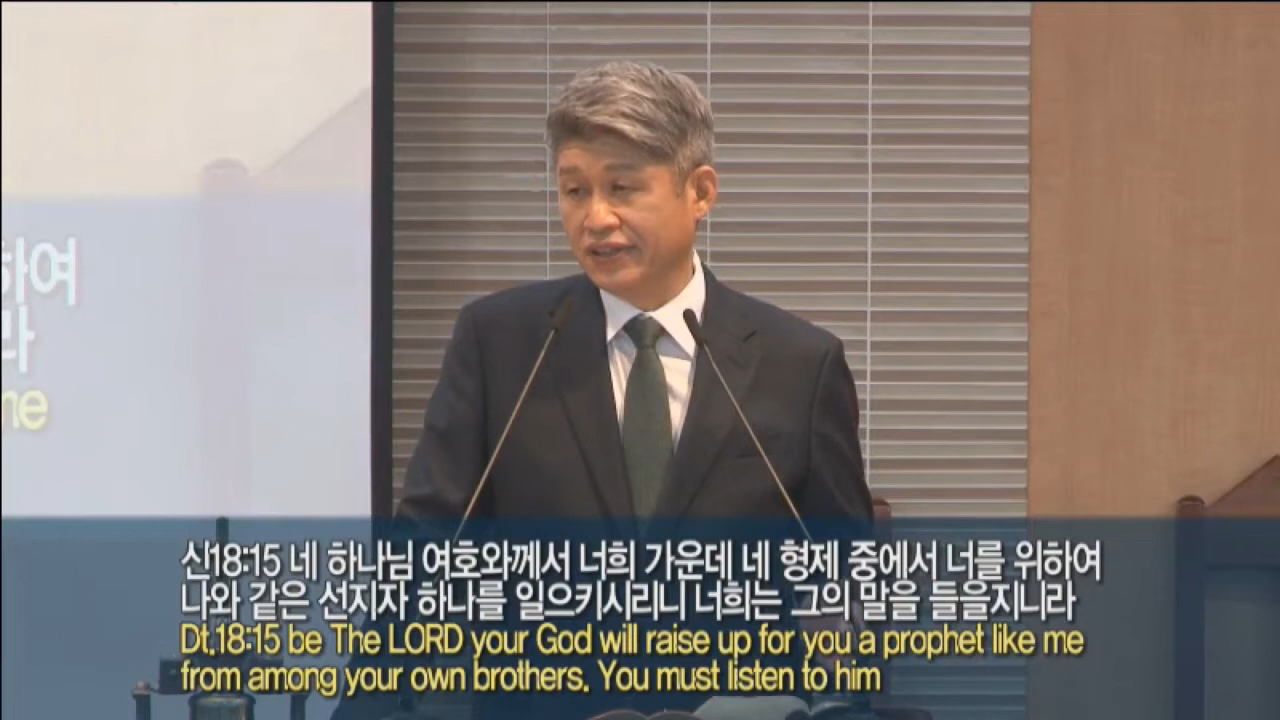 하여
라
me
신18:15 네 하나님 여호와께서 너희 가운데 네 형제 중에서 너를 위하여
나와 같은 선지자 하나를 일으키시리니 너희는 그의 말을 들을지니라
Dt.18:15 be The LORD your God will raise up for you a prophet like me
from among your own brothers. You must listen to him